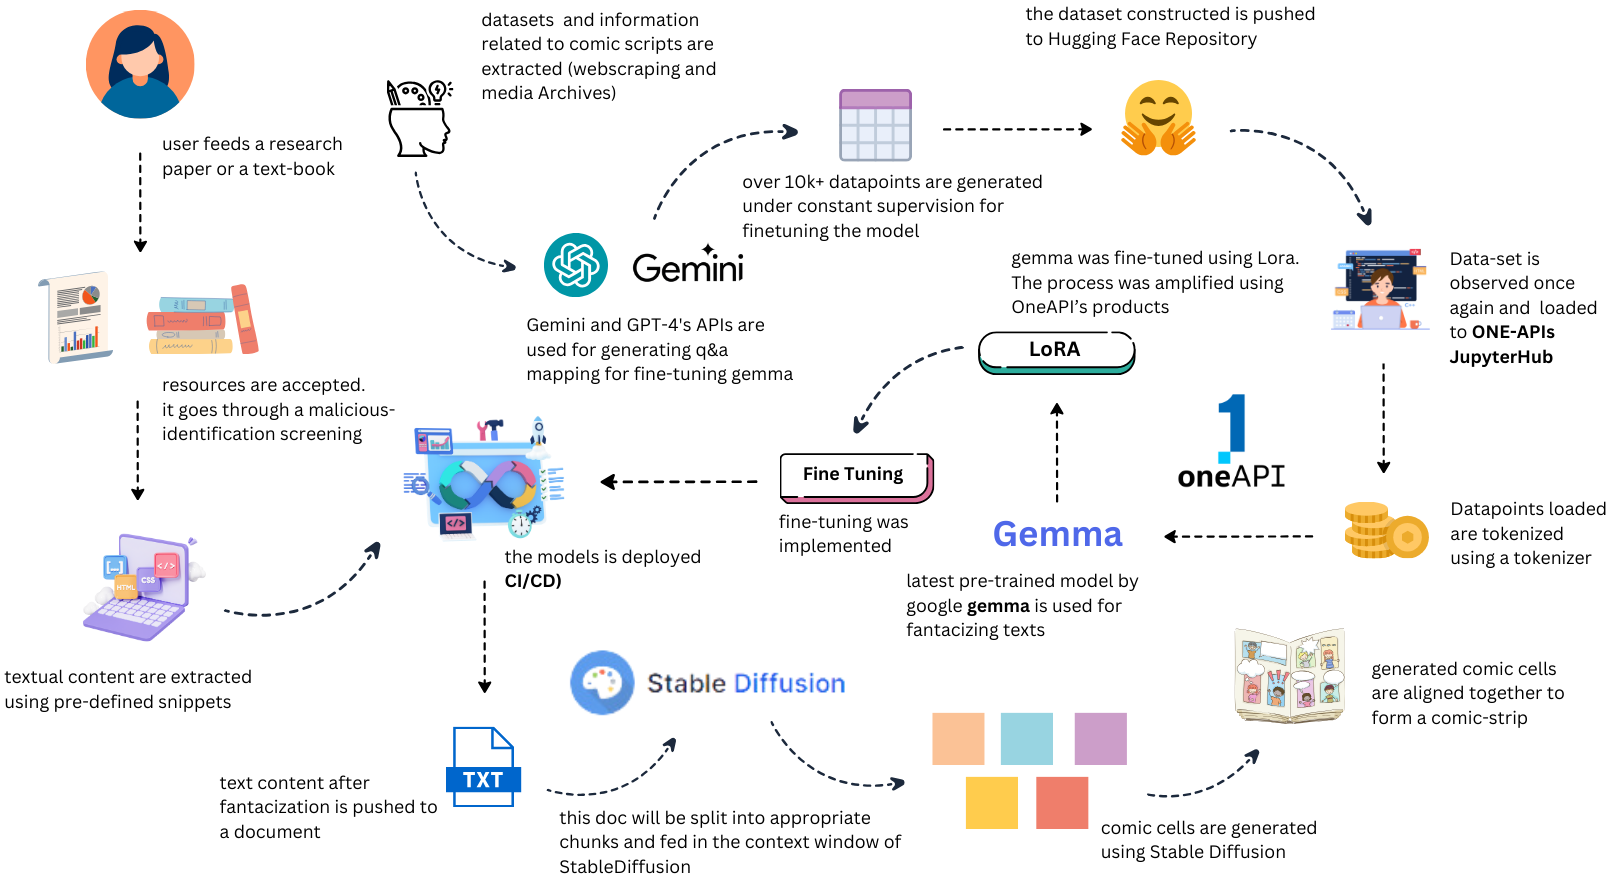 user feeds a research
paper or a text-book
resources are accepted.
it goes through a malicious-
identification screening
HTML
CSS
</>
textual content are extracted
using pre-defined snippets
datasets  and information
related to comic scripts are
extracted (webscraping and
media Archives)
Gemini
Gemini and GPT-4's APIs are
used for generating q&a
mapping for fine-tuning gemma
over 10k+ datapoints are generated
under constant supervision for
finetuning the model
the dataset constructed is pushed
to Hugging Face Repository
Data-set is
observed once
again and  loaded
to ONE-APIs
JupyterHub
Datapoints loaded
are tokenized
using a tokenizer
oneAPI
Gemma
latest pre-trained model by
google gemma is used for
fantacizing texts
gemma was fine-tuned using Lora.
The process was amplified using
OneAPI’s products
LoRA
Fine Tuning
fine-tuning was
implemented
</>
the models is deployed
CI/CD)
TXT
text content after
fantacization is pushed to
a document
Stable Diffusion
this doc will be split into appropriate
chunks and fed in the context window of
StableDiffusion
comic cells are generated
using Stable Diffusion
generated comic cells
are aligned together to
form a comic-strip